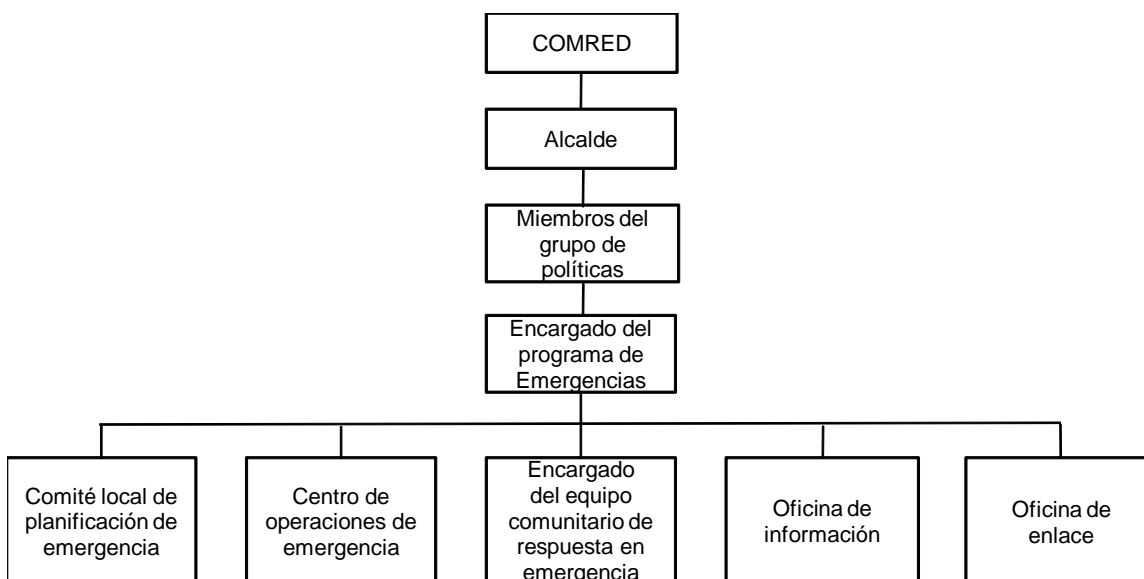 COMRED
Alcalde
Miembros del
grupo de
políticas
Encargado del
programa de
Emergencias
Comité local de
planificación de
emergencia
Centro de
operaciones de
emergencia
Encargado
del equipo
comunitario de
respuesta en
emergencia
Oficina de
información
Oficina de
enlace